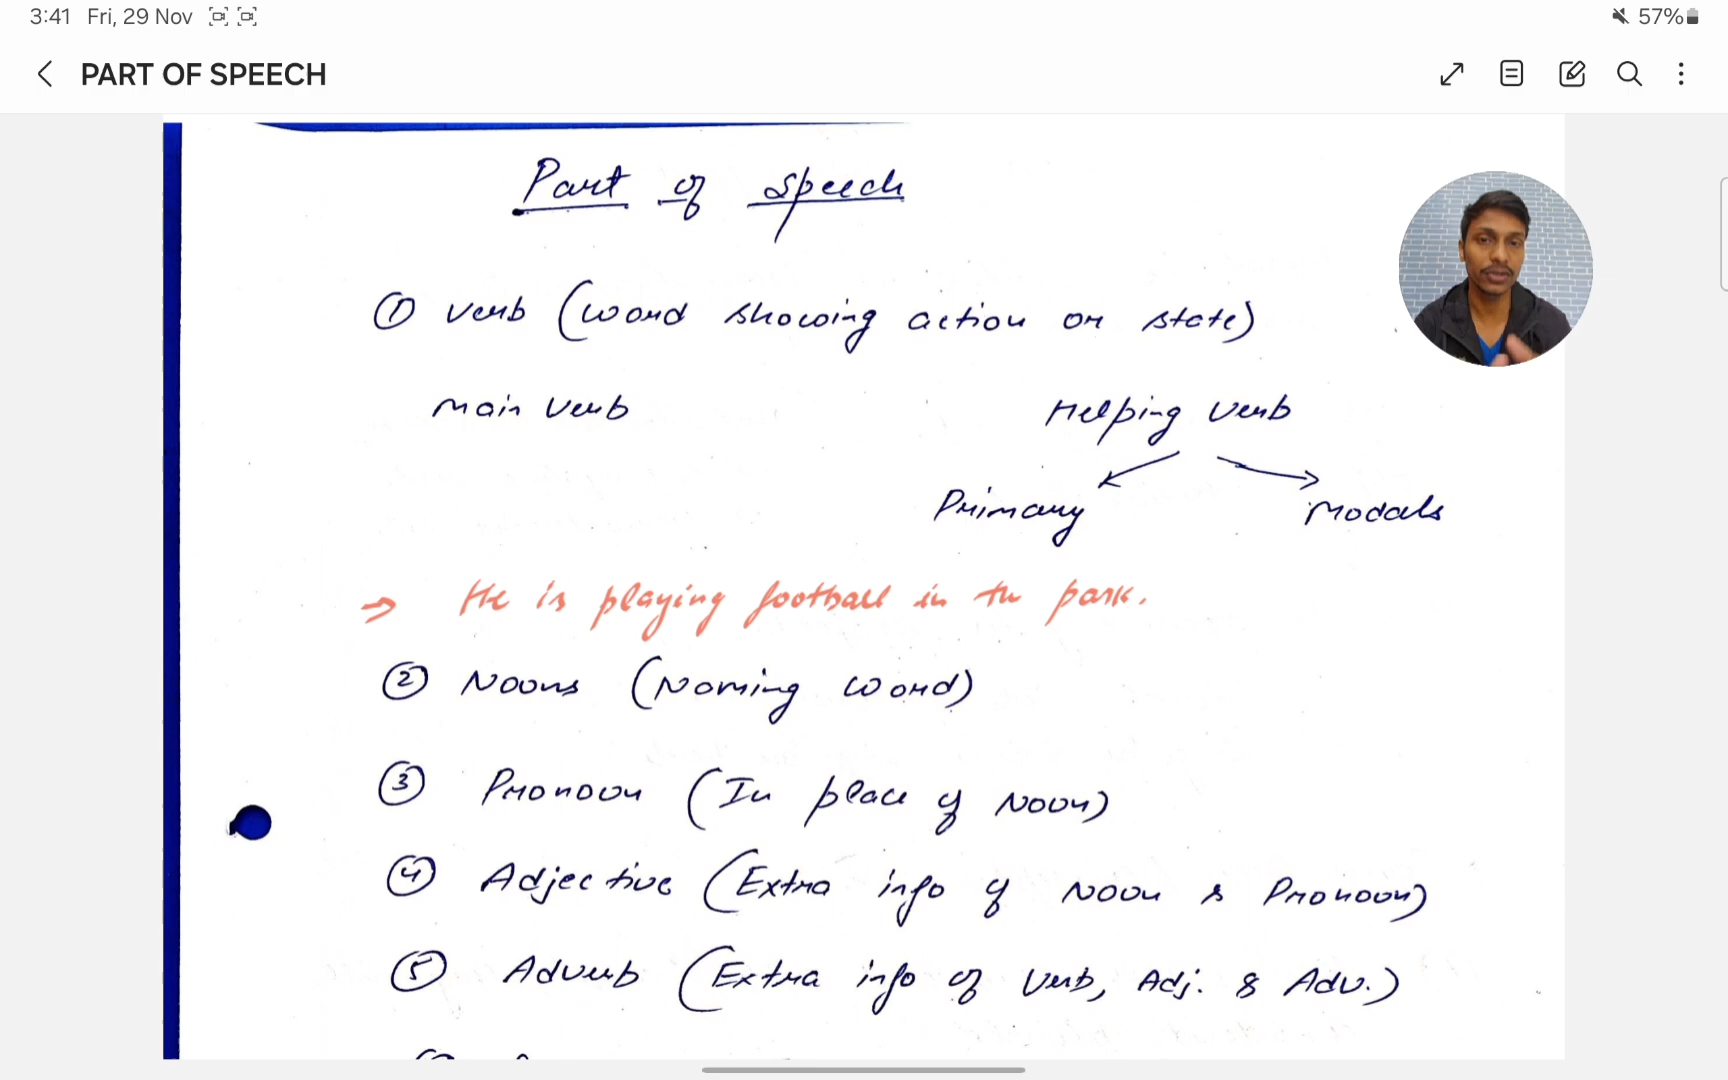 3:41 Fri, 29 Nov 57%
PART OF SPEECH
Part of speech
① Verb (word showing action or state)
Main Verb Helping Verb
Primary Modals
→ He is playing football in the park.
② Nouns (Naming word)
③ Pronoun (In place of Noun)
④ Adjective (Extra info of Noun & Pronoun)
⑤ Adverb (Extra info of Verb, Adj. & Adv.)